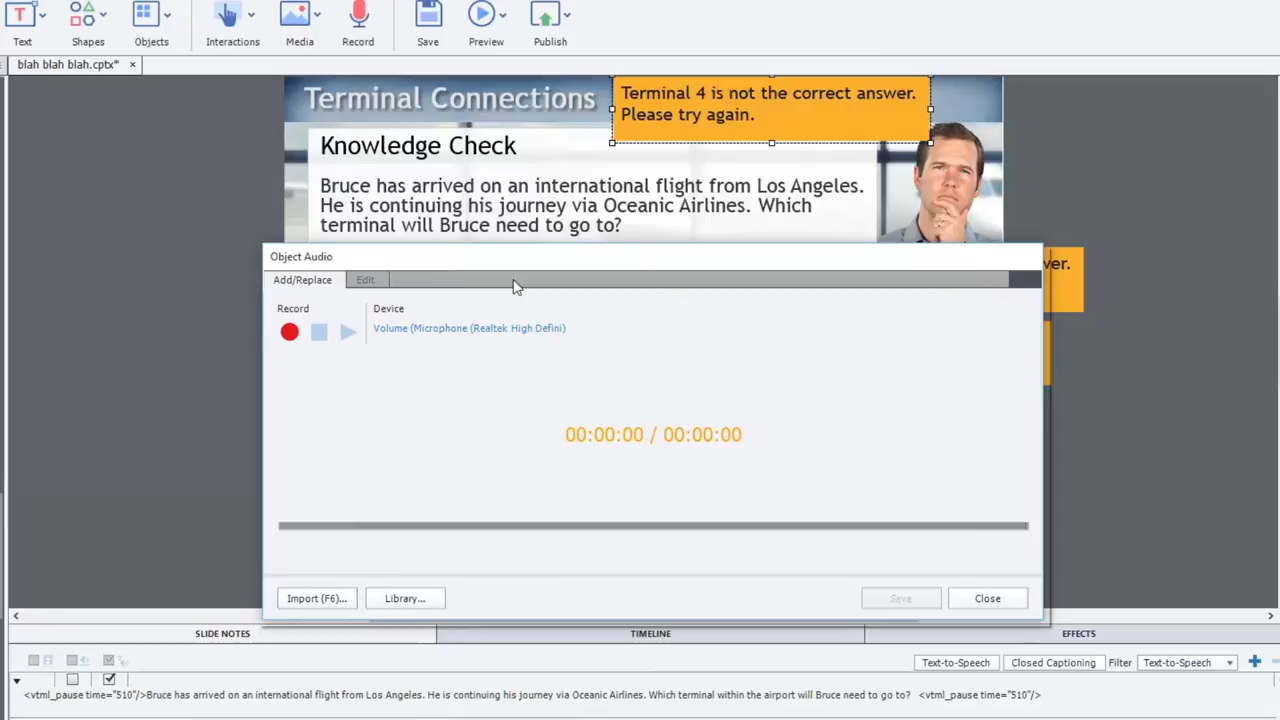 Text
Shapes
Objects
Interactions
Media
Record
Save
Preview
Publish
blah blah blah.cptx*
Terminal Connections
Terminal 4 is not the correct answer.
Please try again.
Knowledge Check
Bruce has arrived on an international flight from Los Angeles.
He is continuing his journey via Oceanic Airlines. Which
terminal will Bruce need to go to?
ver.
Object Audio
Add/Replace
Edit
Record
Device
Volume (Microphone (Realtek High Defini)
00:00:00 / 00:00:00
Import (F6)...
Library...
Save
Close
SLIDE NOTES
TIMELINE
EFFECTS
Text-to-Speech
Closed Captioning
Filter
Text-to-Speech
<vtml_pause time="510"/>Bruce has arrived on an international flight from Los Angeles. He is continuing his journey via Oceanic Airlines. Which terminal within the airport will Bruce need to go to? <vtml_pause time="510"/>